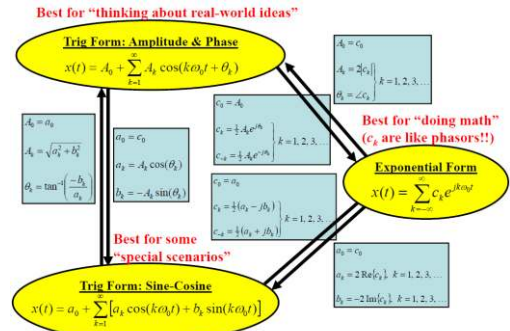 Best for “thinking about real-world ideas”
Trig Form: Amplitude & Phase
x(t) = A₀ + ∑_{k=1}^{∞} A_k cos(kω₀t + θ_k)
A₀ = c₀
A_k = 2|c_k|
θ_k = ∠c_k
} k = 1, 2, 3, …
c₀ = A₀
c_k = ½ A_k e^{jθ_k}
c_{-k} = ½ A_k e^{-jθ_k}
} k = 1, 2, 3, …
Best for “doing math”
(c_k are like phasors!!)
A₀ = a₀
A_k = √(a_k² + b_k²)
θ_k = tan⁻¹(−b_k / a_k)
a₀ = c₀
a_k = A_k cos(θ_k)
b_k = −A_k sin(θ_k)
Exponential Form
x(t) = ∑_{k=−∞}^{∞} c_k e^{jkω₀t}
c₀ = a₀
c_k = ½(a_k − jb_k)
c_{-k} = ½(a_k + jb_k)
} k = 1, 2, 3, …
Best for some
“special scenarios”
a₀ = c₀
a_k = 2 Re{c_k}, k = 1, 2, 3, …
b_k = −2 Im{c_k}, k = 1, 2, 3, …
Trig Form: Sine-Cosine
x(t) = a₀ + ∑_{k=1}^{∞} [a_k cos(kω₀t) + b_k sin(kω₀t)]